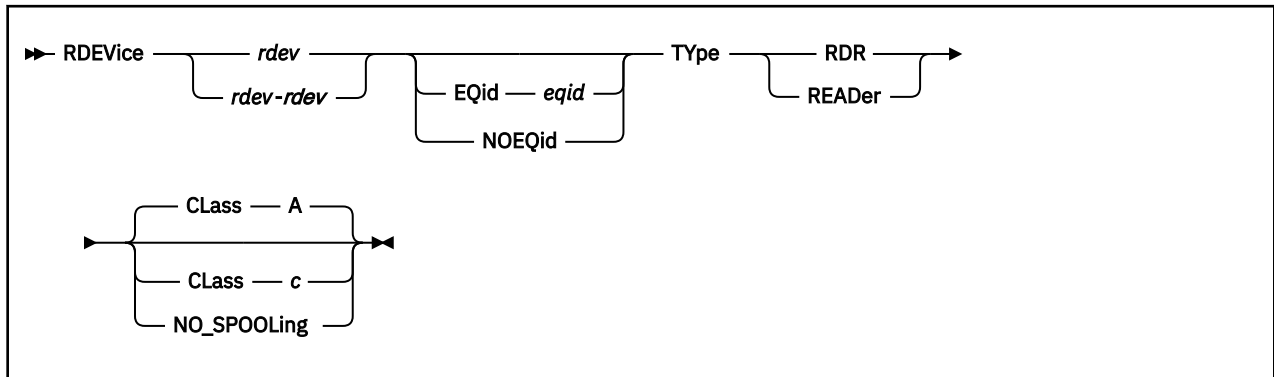 RDEVice rdev TYpe RDR
rdev-rdev EQid eqid READer
NOEQid
CLass A
CLass c
NO_SPOOLing